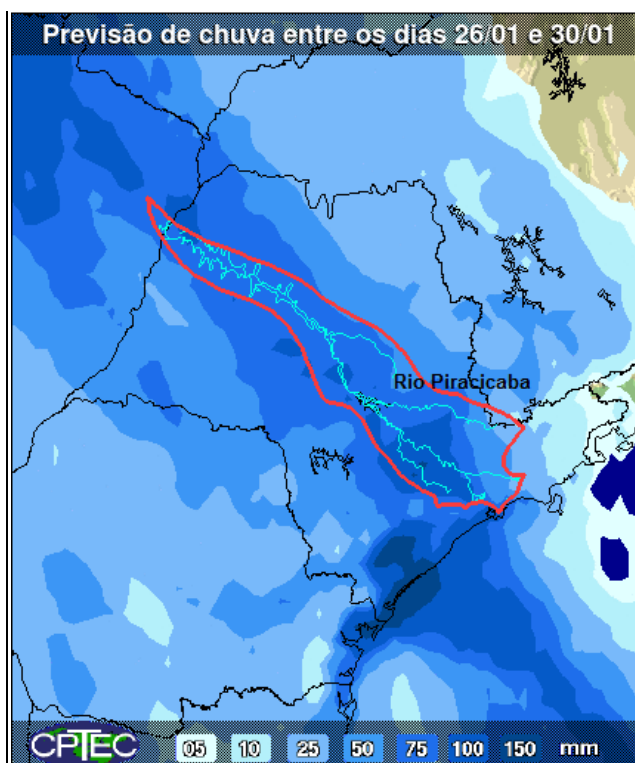 Previsão de chuva entre os dias 26/01 e 30/01
Rio Piracicaba
CPTEC 05 10 25 50 75 100 150 mm